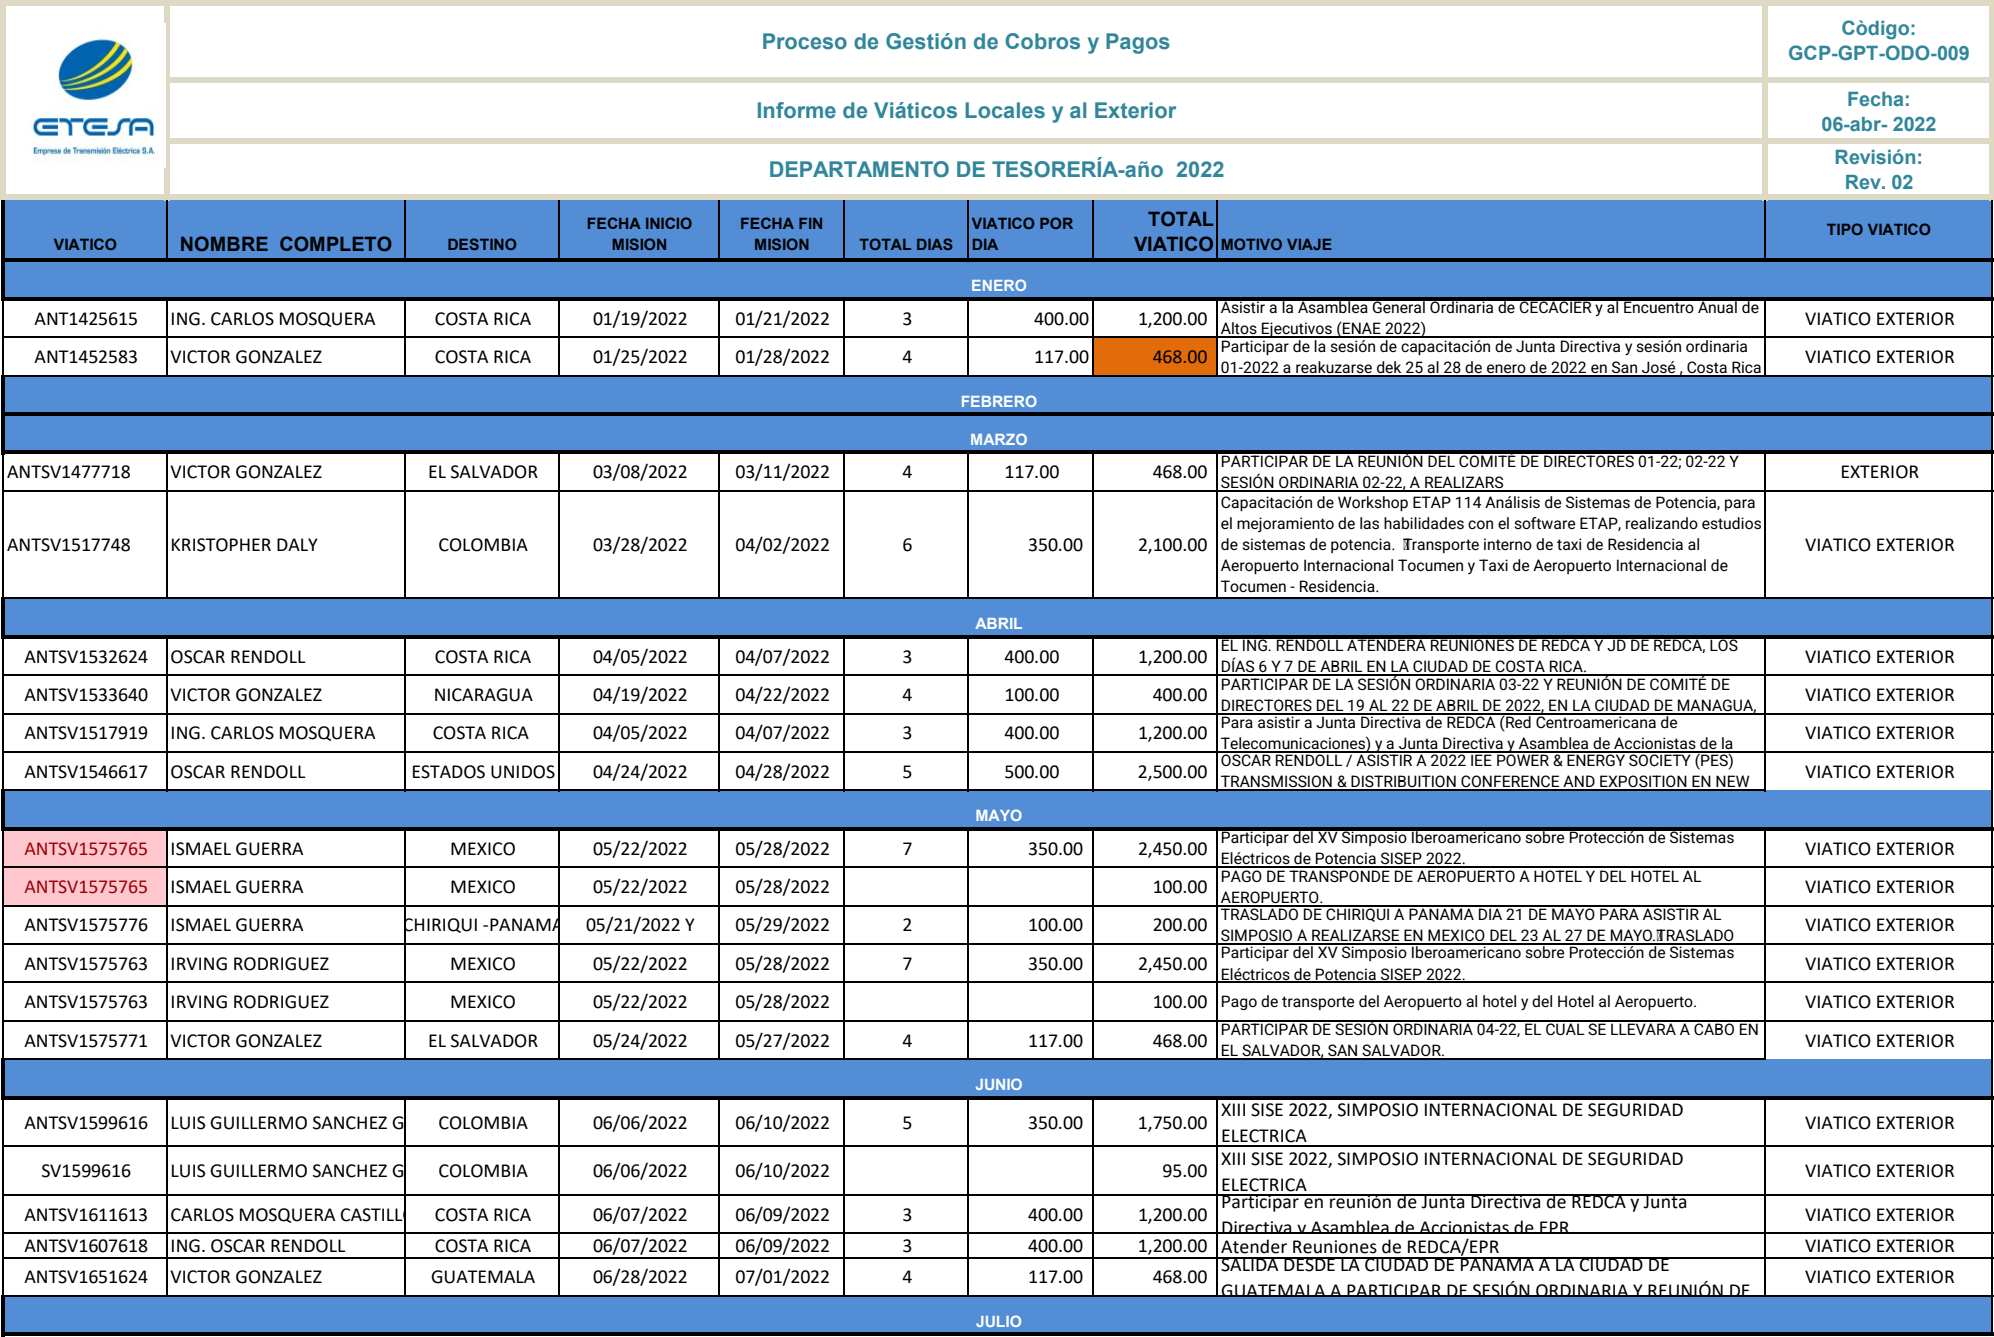 ETESA
Empresa de Transmisión Eléctrica S.A.
Proceso de Gestión de Cobros y Pagos
Còdigo:
GCP-GPT-ODO-009
Informe de Viáticos Locales y al Exterior
Fecha:
06-abr- 2022
DEPARTAMENTO DE TESORERÍA-año 2022
Revisión:
Rev. 02
VIATICO NOMBRE COMPLETO DESTINO FECHA INICIO MISION FECHA FIN MISION TOTAL DIAS VIATICO POR DIA TOTAL VIATICO MOTIVO VIAJE TIPO VIATICO
ENERO
ANT1425615 ING. CARLOS MOSQUERA COSTA RICA 01/19/2022 01/21/2022 3 400.00 1,200.00 Asistir a la Asamblea General Ordinaria de CECACIER y al Encuentro Anual de
Altos Ejecutivos (ENAE 2022) VIATICO EXTERIOR
ANT1452583 VICTOR GONZALEZ COSTA RICA 01/25/2022 01/28/2022 4 117.00 468.00 Participar de la sesión de capacitación de Junta Directiva y sesión ordinaria
01-2022 a reakuzarse dek 25 al 28 de enero de 2022 en San José , Costa Rica VIATICO EXTERIOR
FEBRERO
MARZO
ANTSV1477718 VICTOR GONZALEZ EL SALVADOR 03/08/2022 03/11/2022 4 117.00 468.00 PARTICIPAR DE LA REUNIÓN DEL COMITÉ DE DIRECTORES 01-22; 02-22 Y
SESIÓN ORDINARIA 02-22, A REALIZARS EXTERIOR
ANTSV1517748 KRISTOPHER DALY COLOMBIA 03/28/2022 04/02/2022 6 350.00 2,100.00 Capacitación de Workshop ETAP 114 Análisis de Sistemas de Potencia, para
el mejoramiento de las habilidades con el software ETAP, realizando estudios
de sistemas de potencia. Transporte interno de taxi de Residencia al
Aeropuerto Internacional Tocumen y Taxi de Aeropuerto Internacional de
Tocumen - Residencia. VIATICO EXTERIOR
ABRIL
ANTSV1532624 OSCAR RENDOLL COSTA RICA 04/05/2022 04/07/2022 3 400.00 1,200.00 EL ING. RENDOLL ATENDERA REUNIONES DE REDCA Y JD DE REDCA, LOS
DÍAS 6 Y 7 DE ABRIL EN LA CIUDAD DE COSTA RICA. VIATICO EXTERIOR
ANTSV1533640 VICTOR GONZALEZ NICARAGUA 04/19/2022 04/22/2022 4 100.00 400.00 PARTICIPAR DE LA SESIÓN ORDINARIA 03-22 Y REUNIÓN DE COMITÉ DE
DIRECTORES DEL 19 AL 22 DE ABRIL DE 2022, EN LA CIUDAD DE MANAGUA, VIATICO EXTERIOR
ANTSV1517919 ING. CARLOS MOSQUERA COSTA RICA 04/05/2022 04/07/2022 3 400.00 1,200.00 Para asistir a Junta Directiva de REDCA (Red Centroamericana de
Telecomunicaciones) y a Junta Directiva y Asamblea de Accionistas de la VIATICO EXTERIOR
ANTSV1546617 OSCAR RENDOLL ESTADOS UNIDOS 04/24/2022 04/28/2022 5 500.00 2,500.00 OSCAR RENDOLL / ASISTIR A 2022 IEE POWER & ENERGY SOCIETY (PES)
TRANSMISSION & DISTRIBUITION CONFERENCE AND EXPOSITION EN NEW VIATICO EXTERIOR
MAYO
ANTSV1575765 ISMAEL GUERRA MEXICO 05/22/2022 05/28/2022 7 350.00 2,450.00 Participar del XV Simposio Iberoamericano sobre Protección de Sistemas
Eléctricos de Potencia SISEP 2022. VIATICO EXTERIOR
ANTSV1575765 ISMAEL GUERRA MEXICO 05/22/2022 05/28/2022 100.00 PAGO DE TRANSPONDE DE AEROPUERTO A HOTEL Y DEL HOTEL AL
AEROPUERTO. VIATICO EXTERIOR
ANTSV1575776 ISMAEL GUERRA CHIRIQUI -PANAMA 05/21/2022 Y 05/29/2022 2 100.00 200.00 TRASLADO DE CHIRIQUI A PANAMA DIA 21 DE MAYO PARA ASISTIR AL
SIMPOSIO A REALIZARSE EN MEXICO DEL 23 AL 27 DE MAYO. TRASLADO VIATICO EXTERIOR
ANTSV1575763 IRVING RODRIGUEZ MEXICO 05/22/2022 05/28/2022 7 350.00 2,450.00 Participar del XV Simposio Iberoamericano sobre Protección de Sistemas
Eléctricos de Potencia SISEP 2022. VIATICO EXTERIOR
ANTSV1575763 IRVING RODRIGUEZ MEXICO 05/22/2022 05/28/2022 100.00 Pago de transporte del Aeropuerto al hotel y del Hotel al Aeropuerto. VIATICO EXTERIOR
ANTSV1575771 VICTOR GONZALEZ EL SALVADOR 05/24/2022 05/27/2022 4 117.00 468.00 PARTICIPAR DE SESIÓN ORDINARIA 04-22, EL CUAL SE LLEVARA A CABO EN
EL SALVADOR, SAN SALVADOR. VIATICO EXTERIOR
JUNIO
ANTSV1599616 LUIS GUILLERMO SANCHEZ G COLOMBIA 06/06/2022 06/10/2022 5 350.00 1,750.00 XIII SISE 2022, SIMPOSIO INTERNACIONAL DE SEGURIDAD
ELECTRICA VIATICO EXTERIOR
SV1599616 LUIS GUILLERMO SANCHEZ G COLOMBIA 06/06/2022 06/10/2022 95.00 XIII SISE 2022, SIMPOSIO INTERNACIONAL DE SEGURIDAD
ELECTRICA VIATICO EXTERIOR
ANTSV1611613 CARLOS MOSQUERA CASTILL COSTA RICA 06/07/2022 06/09/2022 3 400.00 1,200.00 Participar en reunión de Junta Directiva de REDCA y Junta
Directiva y Asamblea de Accionistas de EPR VIATICO EXTERIOR
ANTSV1607618 ING. OSCAR RENDOLL COSTA RICA 06/07/2022 06/09/2022 3 400.00 1,200.00 Atender Reuniones de REDCA/EPR VIATICO EXTERIOR
ANTSV1651624 VICTOR GONZALEZ GUATEMALA 06/28/2022 07/01/2022 4 117.00 468.00 SALIDA DESDE LA CIUDAD DE PANAMA A LA CIUDAD DE
GUATEMALA A PARTICIPAR DE SESIÓN ORDINARIA Y REUNIÓN DE VIATICO EXTERIOR
JULIO